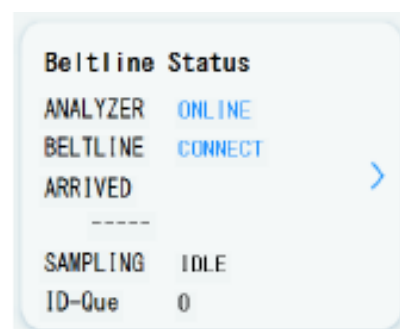 Beltline Status
ANALYZER ONLINE
BELTLINE CONNECT
ARRIVED
-----
SAMPLING IDLE
ID-Que 0